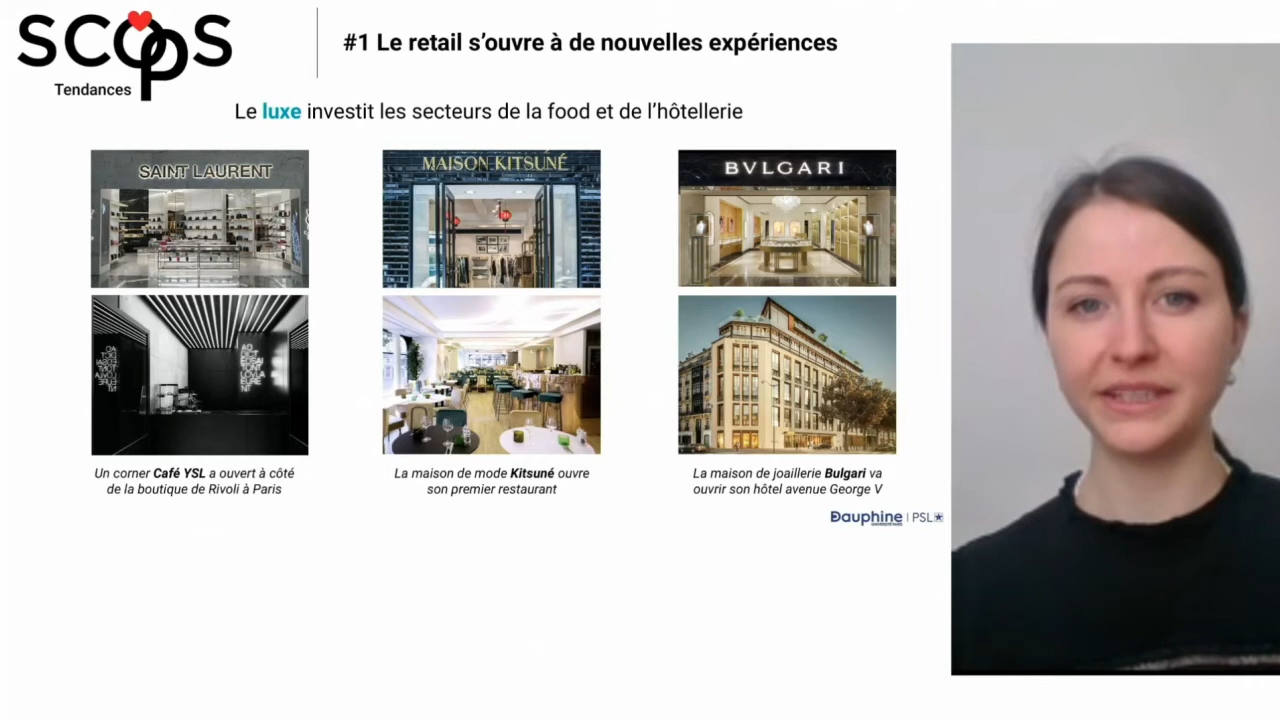 SCOPS
Tendances
#1 Le retail s’ouvre à de nouvelles expériences
Le luxe investit les secteurs de la food et de l’hôtellerie
SAINT LAURENT
MAISON KITSUNÉ
BVLGARI
Un corner Café YSL a ouvert à côté
de la boutique de Rivoli à Paris
La maison de mode Kitsuné ouvre
son premier restaurant
La maison de joaillerie Bulgari va
ouvrir son hôtel avenue George V
Dauphine | PSL
UNIVERSITÉ PARIS